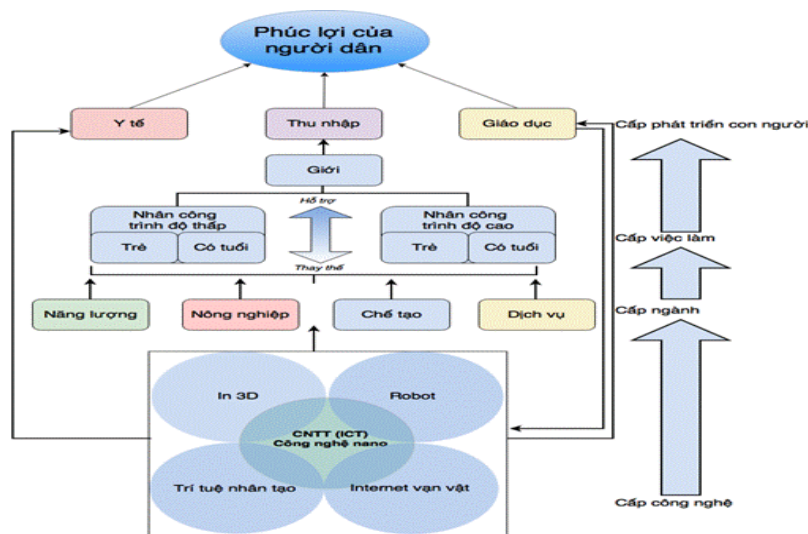 Phúc lợi của
người dân
Y tế
Thu nhập
Giáo dục
Cấp phát triển con người
Giới
Hỗ trợ
Nhân công
trình độ thấp
Nhân công
trình độ cao
Trẻ
Có tuổi
Trẻ
Có tuổi
Cấp việc làm
Thay thế
Năng lượng
Nông nghiệp
Chế tạo
Dịch vụ
Cấp ngành
In 3D
Robot
CNTT (ICT)
Công nghệ nano
Trí tuệ nhân tạo
Internet vạn vật
Cấp công nghệ